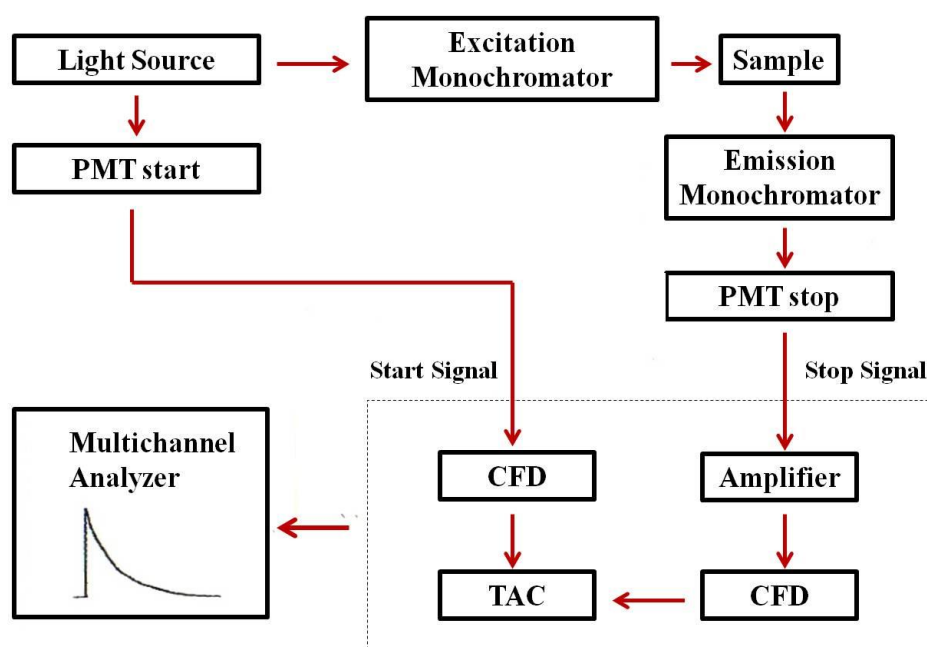 Light Source
Excitation
Monochromator
Sample
PMT start
Emission
Monochromator
PMT stop
Start Signal
Stop Signal
Multichannel
Analyzer
CFD
Amplifier
TAC
CFD